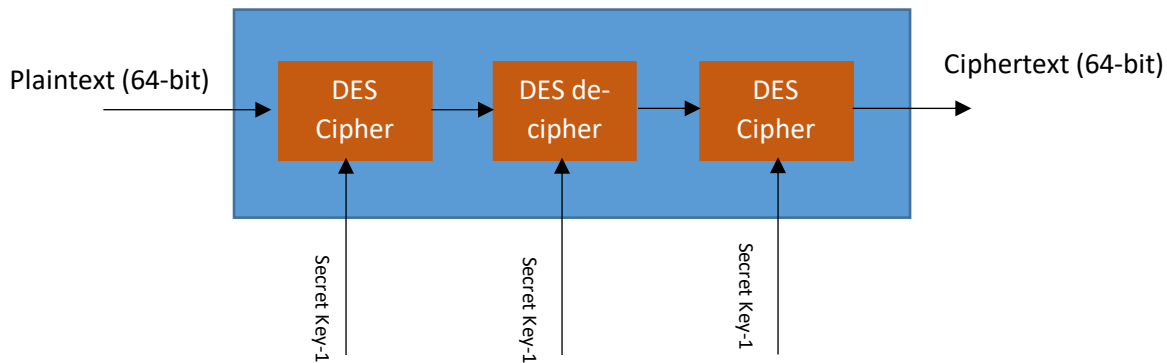 Plaintext (64-bit)
DES
Cipher
DES de-
cipher
DES
Cipher
Ciphertext (64-bit)
Secret Key-1
Secret Key-1
Secret Key-1